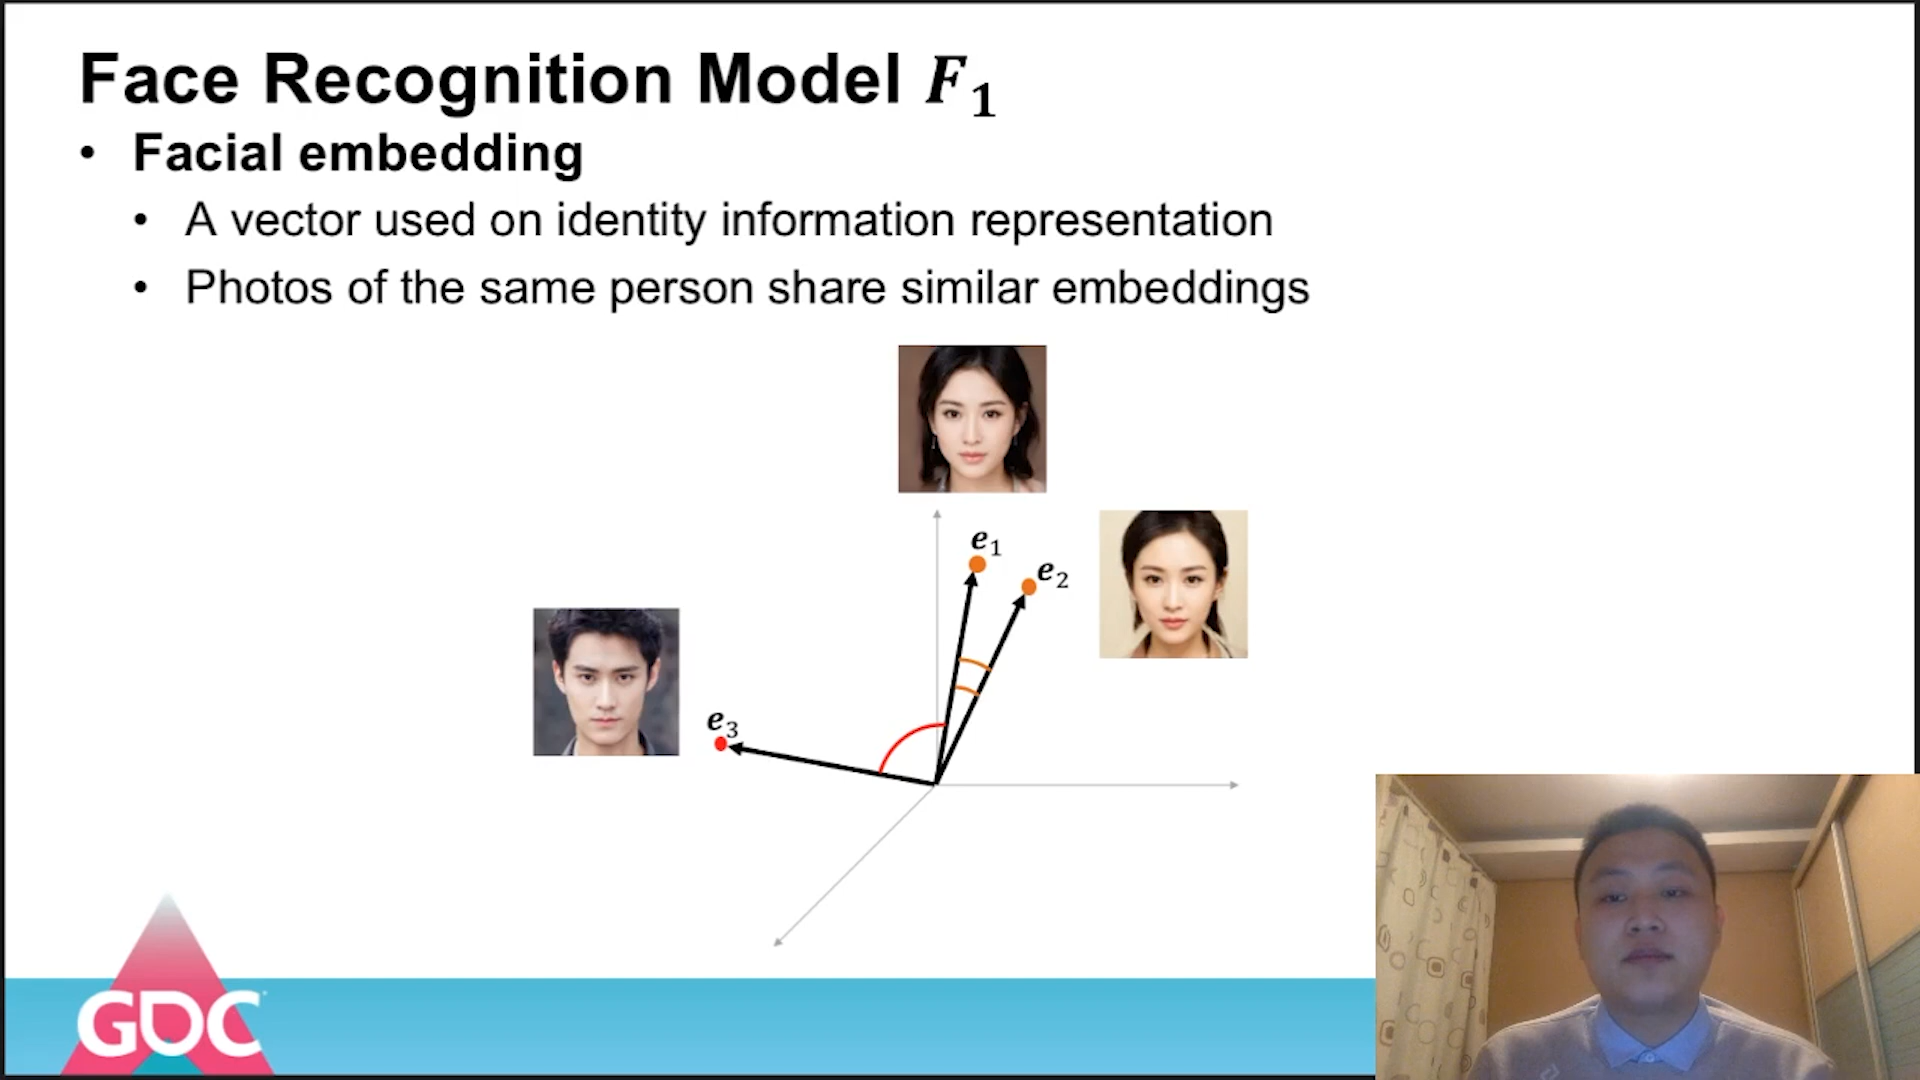 Face Recognition Model F₁
• Facial embedding
• A vector used on identity information representation
• Photos of the same person share similar embeddings
e₁
e₂
e₃
GDC